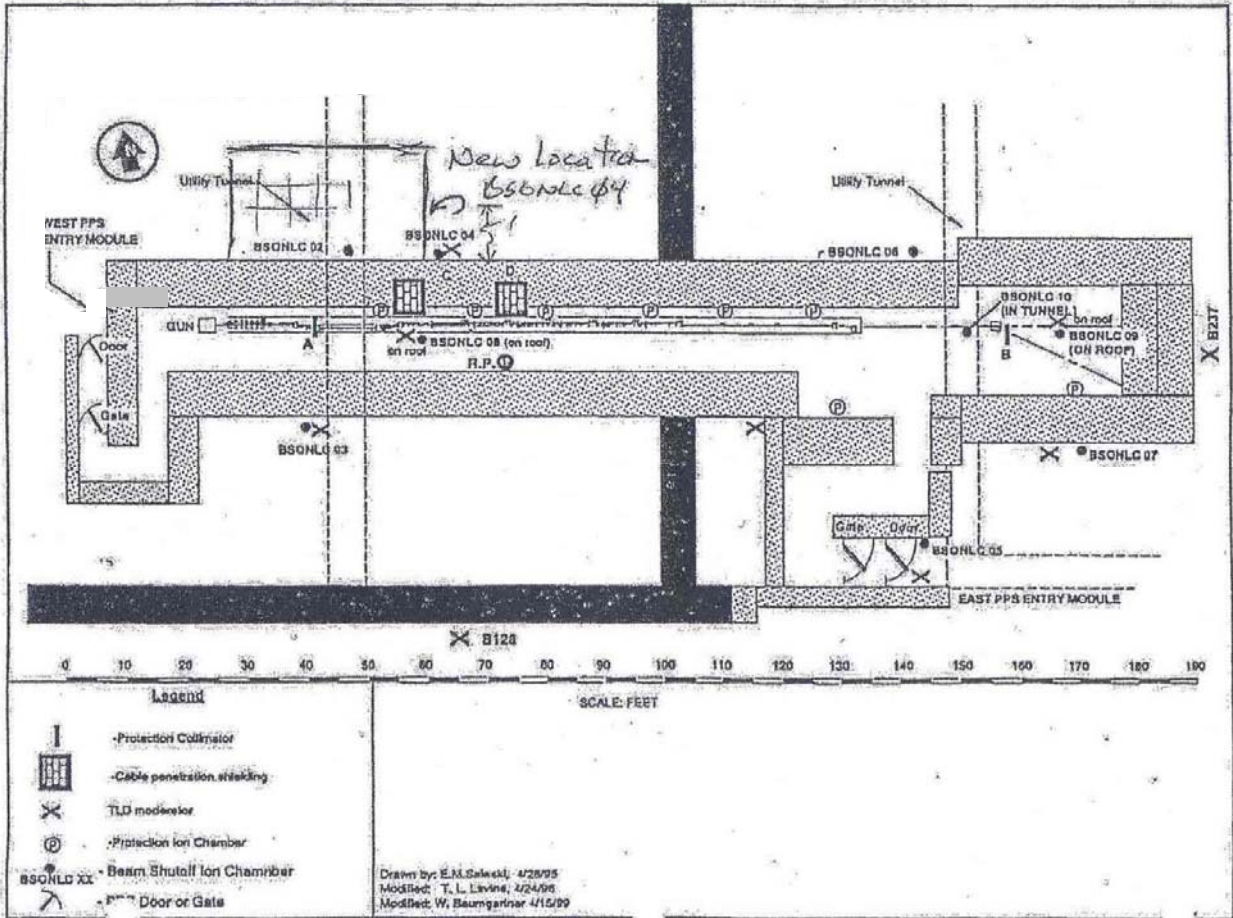 N
New Location
BSONLC 04
Utility Tunnel
Utility Tunnel
WEST PPS
ENTRY MODULE
BSONLC 02
BSONLC 04
BSONLC 06
C
D
P
P
P
P
P
P
BSONLC 10
(IN TUNNEL)
GUN
A
on roof
BSONLC 08 (on roof)
on roof
BSONLC 09
(ON ROOF)
B
B237
Door
R.P.
Gate
P
P
BSONLC 03
BSONLC 07
Gate
Door
BSONLC 05
EAST PPS ENTRY MODULE
B128
0 10 20 30 40 50 60 70 80 90 100 110 120 130 140 150 160 170 180 190
SCALE: FEET
Legend
-Protection Collimator
-Cable penetration shielding
TLD moderator
P
-Protection Ion Chamber
BSONLC XX
- Beam Shutoff Ion Chamnber
Door or Gate
Drawn by: E.M.Saleski, 4/28/95
Modified: T. L. Lavine, 4/24/96
Modified: W. Baumgartner 4/15/99